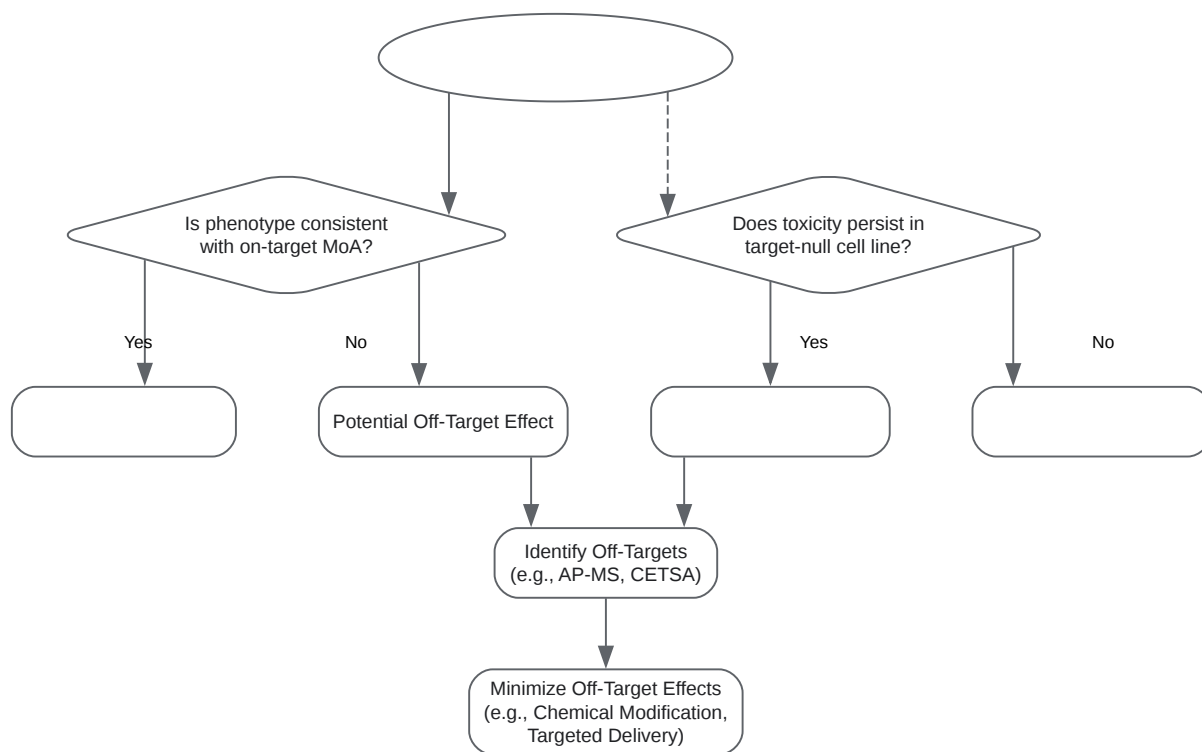 Is phenotype consistent
with on-target MoA?
Does toxicity persist in
target-null cell line?
Yes
No
Yes
No
Potential Off-Target Effect
Identify Off-Targets
(e.g., AP-MS, CETSA)
Minimize Off-Target Effects
(e.g., Chemical Modification,
Targeted Delivery)